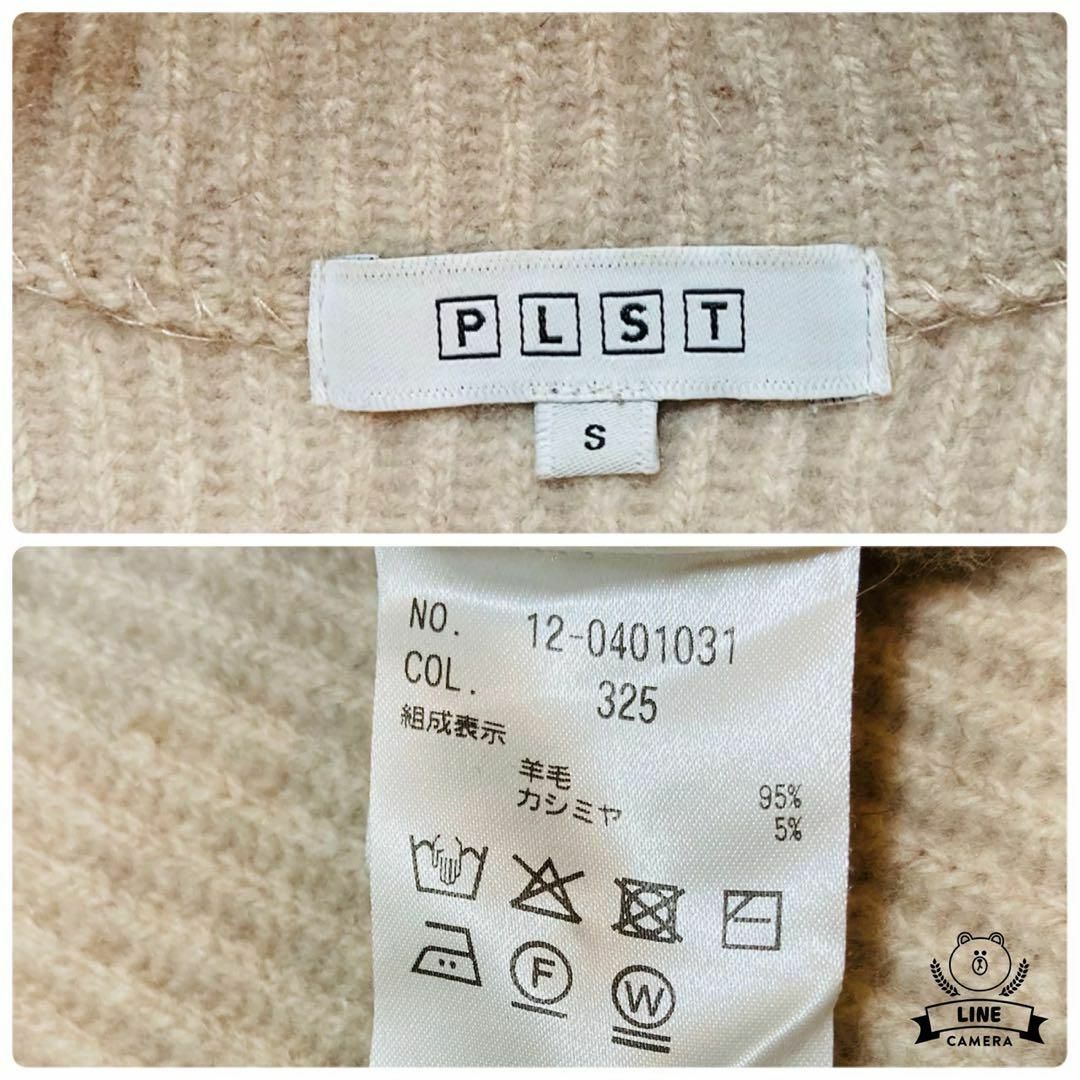 PLST
S
NO. 12-0401031
COL. 325
組成表示
羊毛 95%
カシミヤ 5%
F
W
LINE
CAMERA